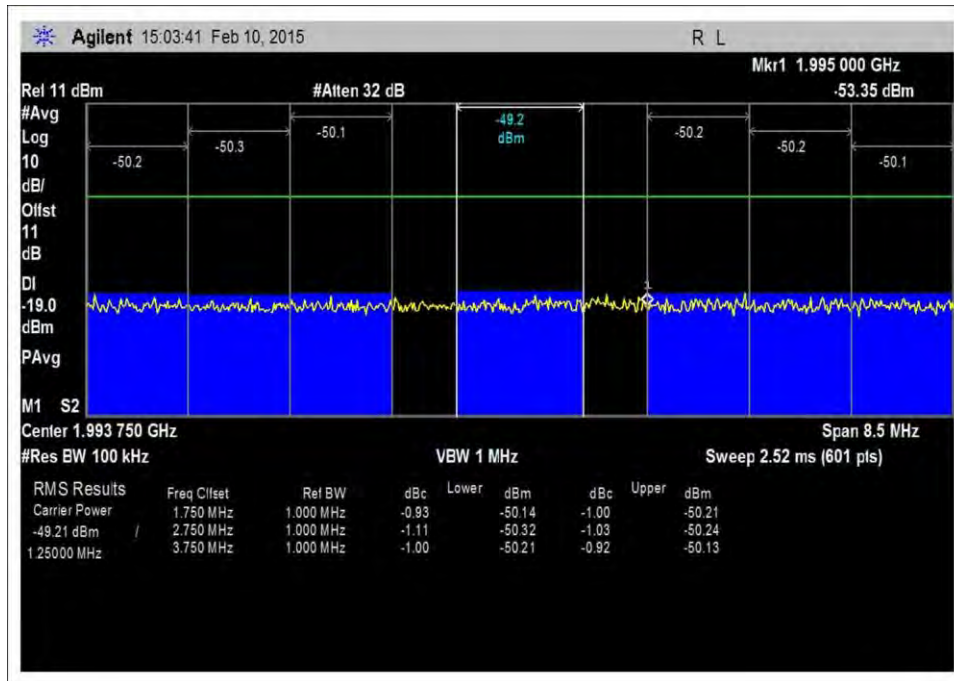 Agilent 15:03:41 Feb 10, 2015 R L
Mkr1 1.995 000 GHz
Rel 11 dBm #Atten 32 dB -53.35 dBm
#Avg
Log
10
dB/
Offst
11
dB
DI
-19.0
dBm
PAvg
M1 S2
-50.2
-50.3
-50.1
-49.2
dBm
-50.2
-50.2
-50.1
1
Center 1.993 750 GHz Span 8.5 MHz
#Res BW 100 kHz VBW 1 MHz Sweep 2.52 ms (601 pts)
RMS Results Freq Clfset Ref BW dBc Lower dBm dBc Upper dBm
Carrier Power 1.750 MHz 1.000 MHz -0.93 -50.14 -1.00 -50.21
-49.21 dBm / 2.750 MHz 1.000 MHz -1.11 -50.32 -1.03 -50.24
1.25000 MHz 3.750 MHz 1.000 MHz -1.00 -50.21 -0.92 -50.13